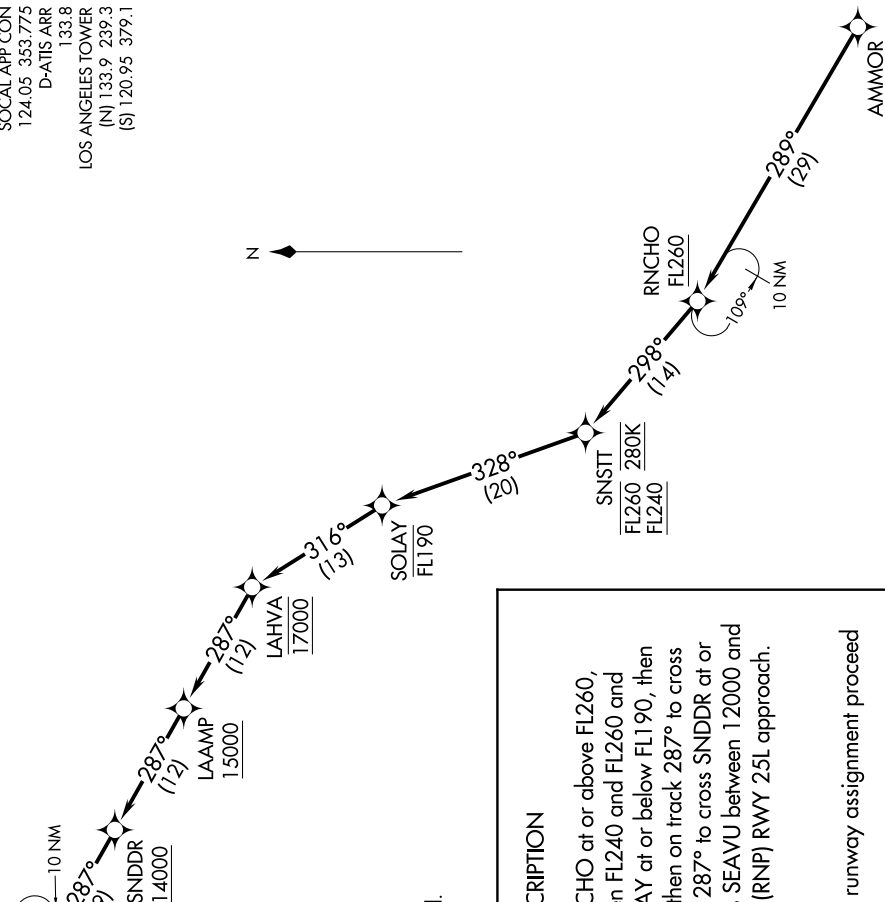 SOCAL APP CON
124.05 353.775
D-ATIS ARR
133.8
LOS ANGELES TOWER
(N) 133.9 239.3
(S) 120.95 379.1
AMMOR
289°
(29)
N
RNCHO
FL260
109°
10 NM
298°
(14)
SNSTT
FL260 280K
FL240
328°
(20)
SOLAY
FL190
316°
(13)
LAHVA
17000
287°
(12)
LAAMP
15000
287°
(12)
SNDDR
14000
10 NM
287°
CRIPTION
CHO at or above FL260,
n FL240 and FL260 and
AY at or below FL190, then
then on track 287° to cross
287° to cross SNDDR at or
SEAVU between 12000 and
(RNP) RWY 25L approach.
runway assignment proceed